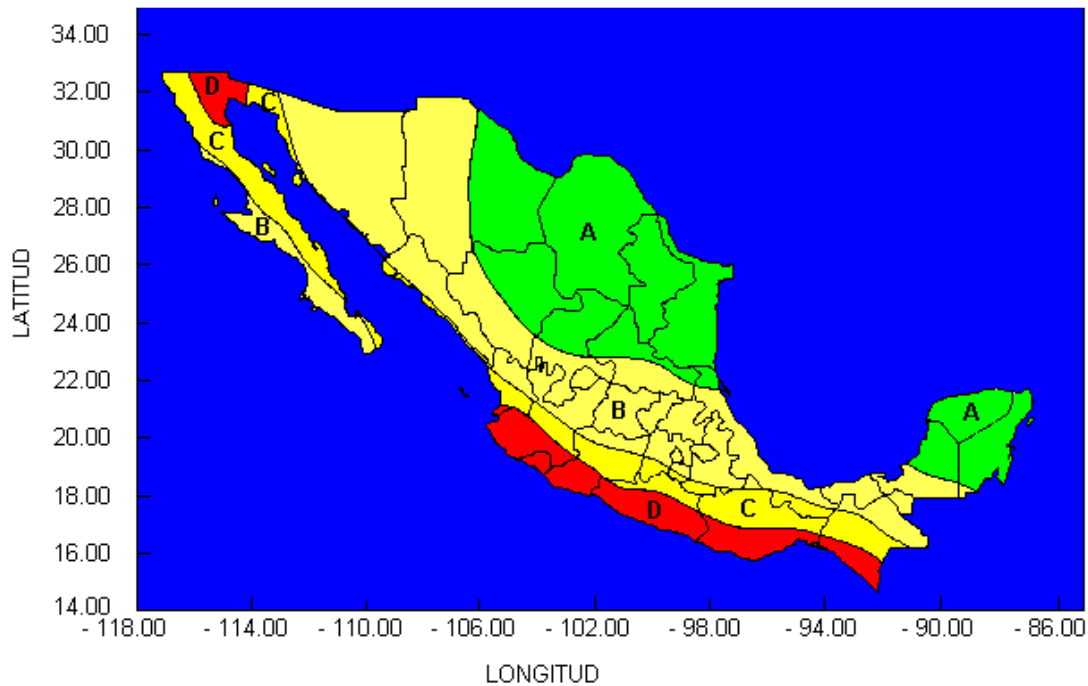 34.00
32.00
30.00
28.00
26.00
24.00
22.00
20.00
18.00
16.00
14.00
LATITUD
D
C
C
B
A
A
B
C
D
- 118.00 - 114.00 - 110.00 - 106.00 - 102.00 - 98.00 - 94.00 - 90.00 - 86.00
LONGITUD